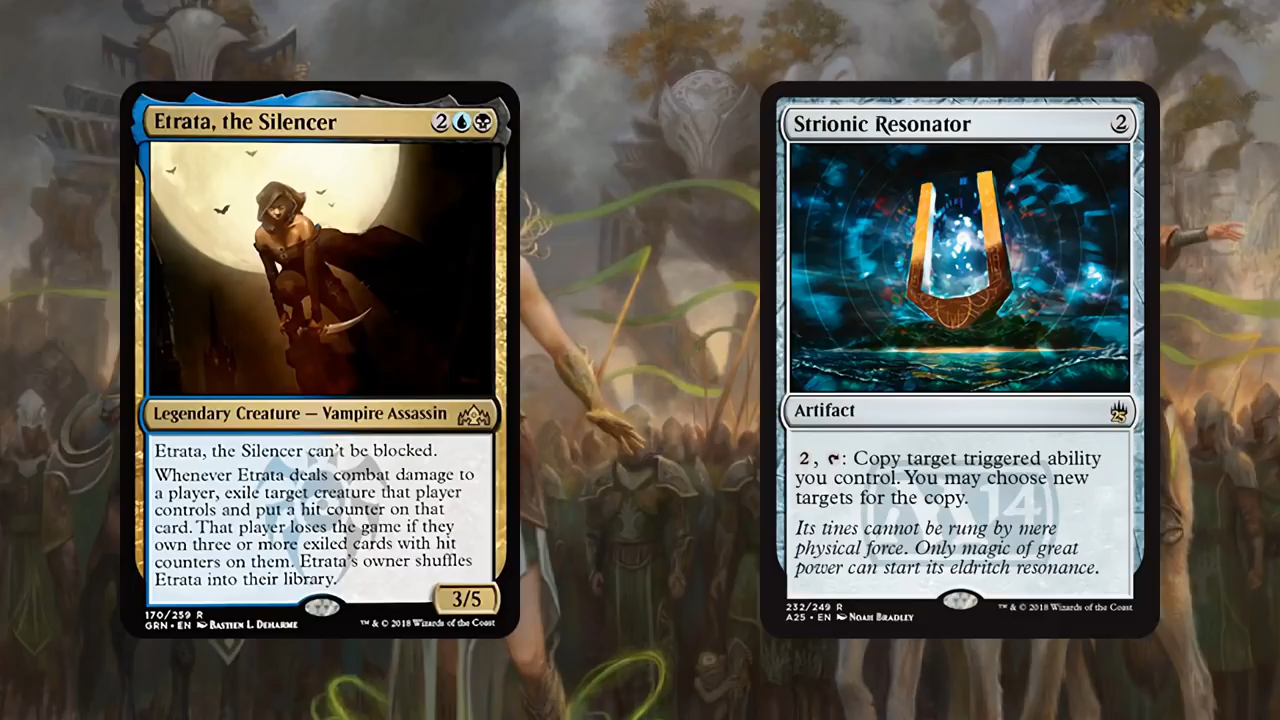 Etrata, the Silencer
2
Legendary Creature — Vampire Assassin
Etrata, the Silencer can't be blocked.
Whenever Etrata deals combat damage to
a player, exile target creature that player
controls and put a hit counter on that
card. That player loses the game if they
own three or more exiled cards with hit
counters on them. Etrata's owner shuffles
Etrata into their library.
3/5
170/259 R
GRN • EN Bastien L. Deharme
™ & © 2018 Wizards of the Coast
Strionic Resonator
2
Artifact
25
2, : Copy target triggered ability
you control. You may choose new
targets for the copy.
Its tines cannot be rung by mere
physical force. Only magic of great
power can start its eldritch resonance.
14
232/249 R
A25 • EN Noah Bradley
™ & © 2018 Wizards of the Coast